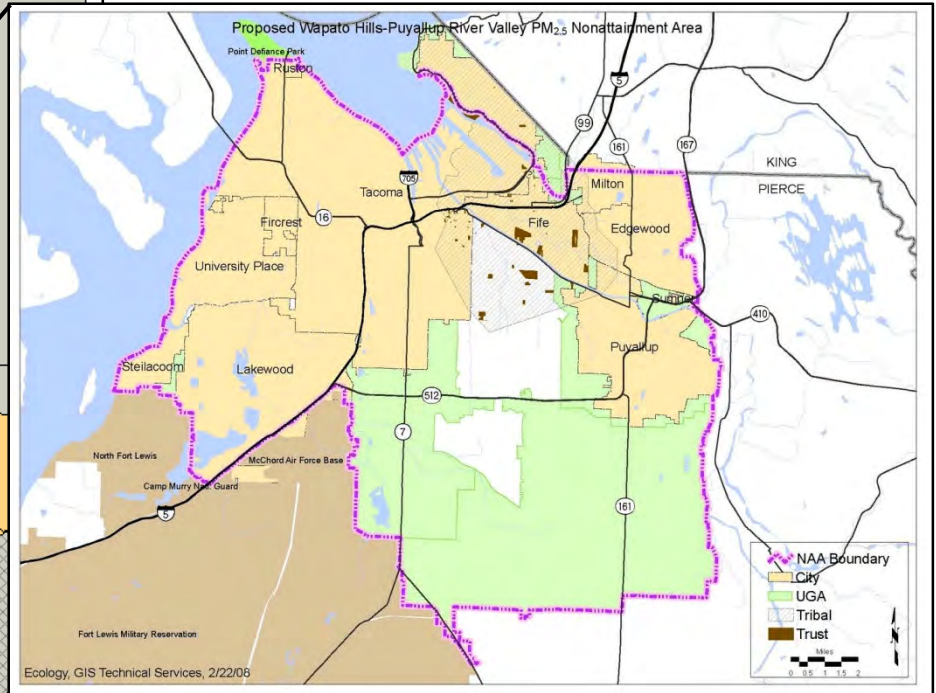 Proposed Wapato Hills-Puyallup River Valley PM2.5 Nonattainment Area
Point Defiance Park
Ruston
5
99
161
167
KING
PIERCE
705
Tacoma
Milton
Fircrest
16
Fife
Edgewood
University Place
Sumner
410
Puyallup
Steilacoom
Lakewood
512
7
North Fort Lewis
McChord Air Force Base
Camp Murry Nat. Guard
5
161
NAA Boundary
City
UGA
Tribal
Trust
Miles
0 0.5 1 1.5 2
N
Fort Lewis Military Reservation
Ecology, GIS Technical Services, 2/22/08